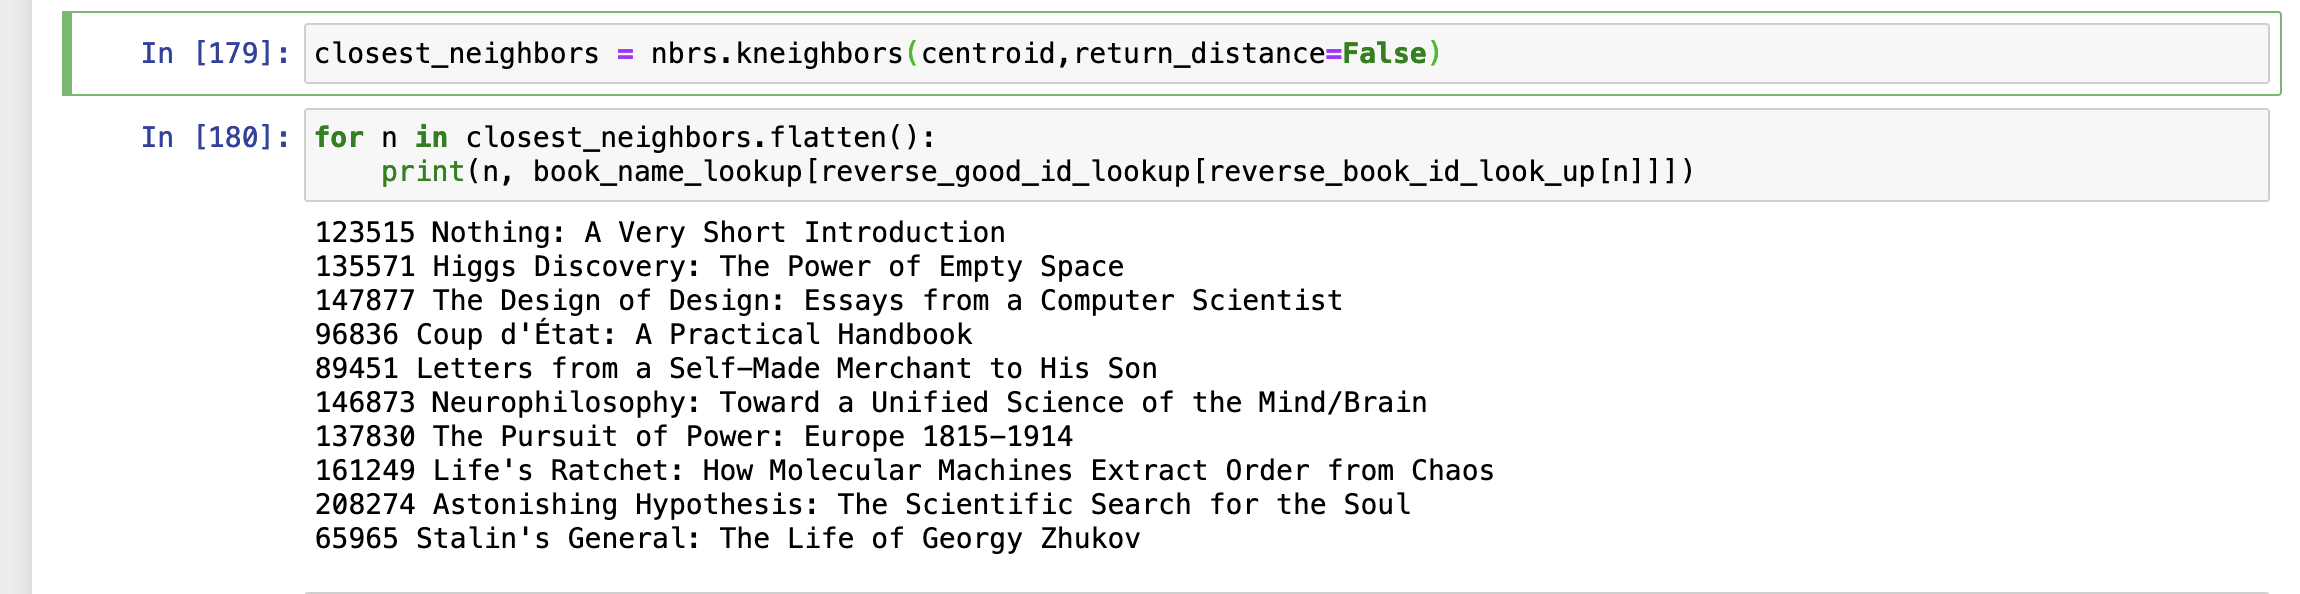 In [179]: closest_neighbors = nbrs.kneighbors(centroid,return_distance=False)
In [180]: for n in closest_neighbors.flatten():
    print(n, book_name_lookup[reverse_good_id_lookup[reverse_book_id_look_up[n]]])
123515 Nothing: A Very Short Introduction
135571 Higgs Discovery: The Power of Empty Space
147877 The Design of Design: Essays from a Computer Scientist
96836 Coup d'État: A Practical Handbook
89451 Letters from a Self-Made Merchant to His Son
146873 Neurophilosophy: Toward a Unified Science of the Mind/Brain
137830 The Pursuit of Power: Europe 1815–1914
161249 Life's Ratchet: How Molecular Machines Extract Order from Chaos
208274 Astonishing Hypothesis: The Scientific Search for the Soul
65965 Stalin's General: The Life of Georgy Zhukov